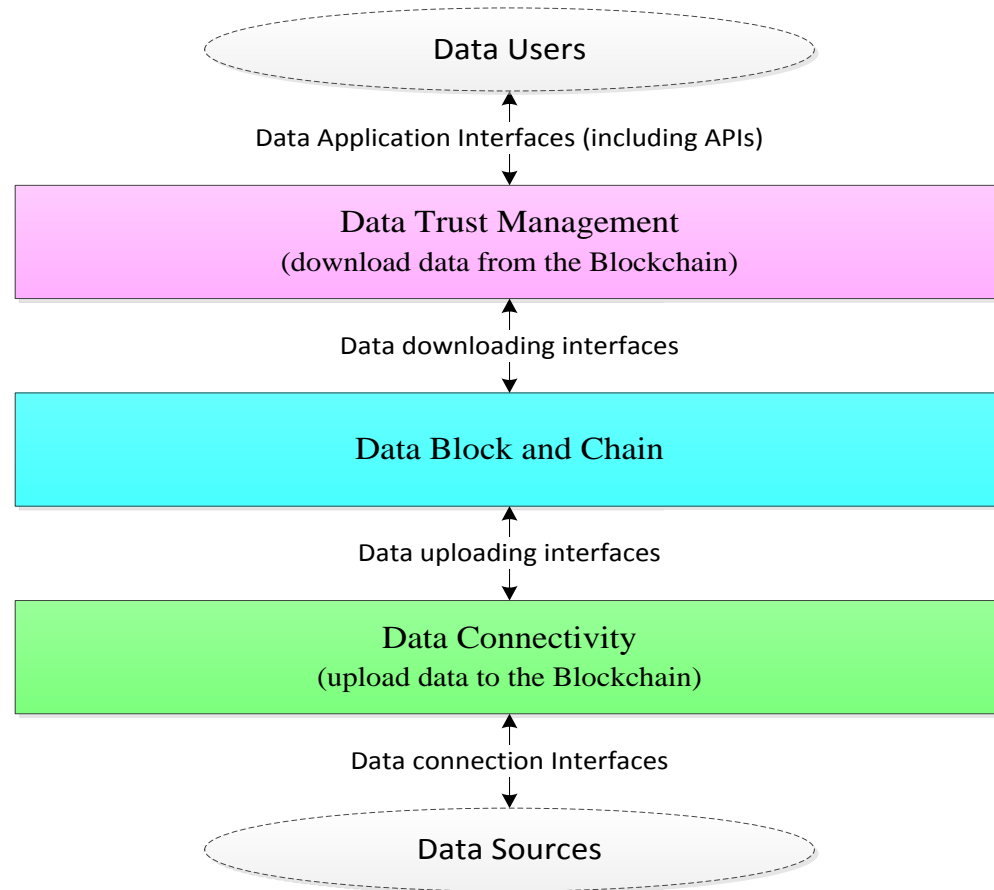 Data Users
Data Application Interfaces (including APIs)
Data Trust Management
(download data from the Blockchain)
Data downloading interfaces
Data Block and Chain
Data uploading interfaces
Data Connectivity
(upload data to the Blockchain)
Data connection Interfaces
Data Sources